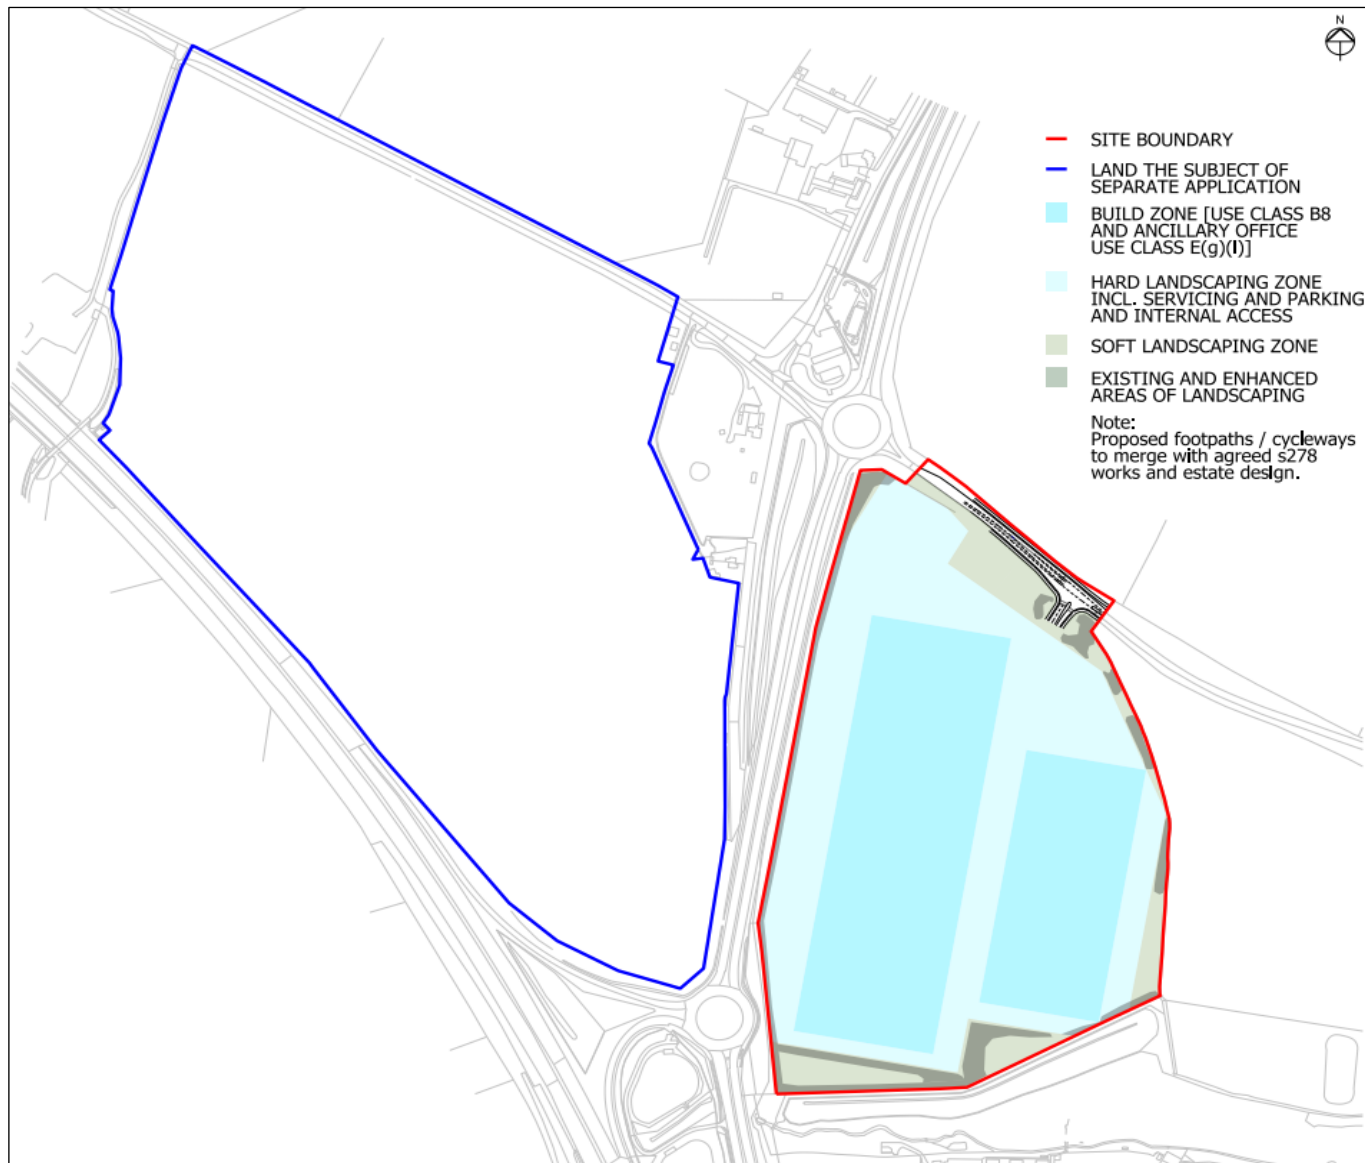 N
SITE BOUNDARY
LAND THE SUBJECT OF
SEPARATE APPLICATION
BUILD ZONE [USE CLASS B8
AND ANCILLARY OFFICE
USE CLASS E(g)(I)]
HARD LANDSCAPING ZONE
INCL. SERVICING AND PARKING
AND INTERNAL ACCESS
SOFT LANDSCAPING ZONE
EXISTING AND ENHANCED
AREAS OF LANDSCAPING
Note:
Proposed footpaths / cycleways
to merge with agreed s278
works and estate design.